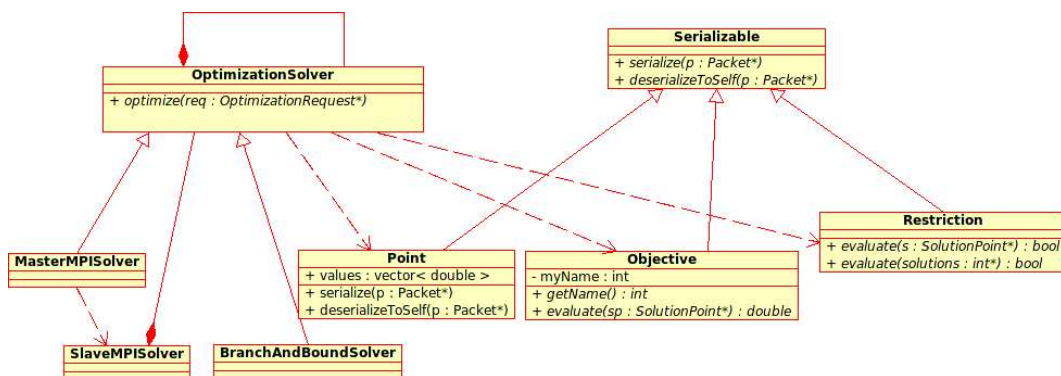 Serializable
+ serialize(p : Packet*)
+ deserializeToSelf(p : Packet*)
OptimizationSolver
+ optimize(req : OptimizationRequest*)
Restriction
+ evaluate(s : SolutionPoint*) : bool
+ evaluate(solutions : int*) : bool
MasterMPISolver
Point
+ values : vector< double >
+ serialize(p : Packet*)
+ deserializeToSelf(p : Packet*)
Objective
- myName : int
+ getName() : int
+ evaluate(sp : SolutionPoint*) : double
SlaveMPISolver
BranchAndBoundSolver